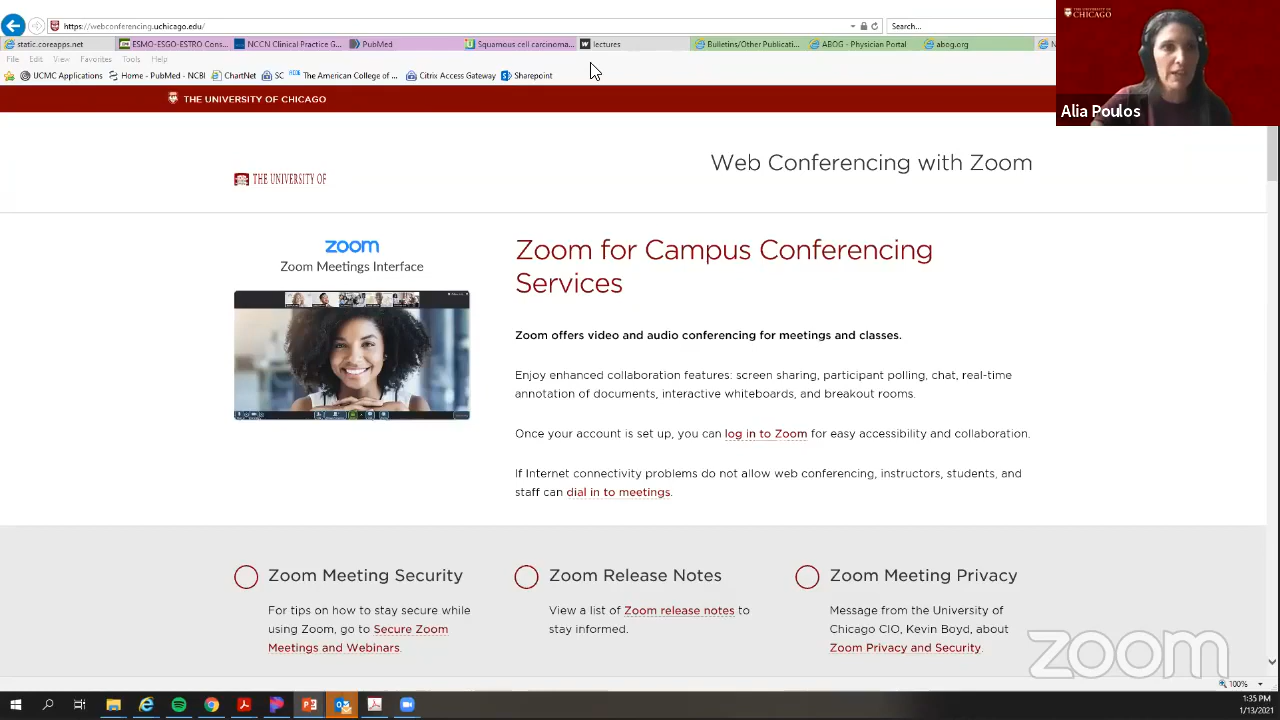 https://webconferencing.uchicago.edu/
Search...
THE UNIVERSITY OF
CHICAGO
static.coreapps.net
ESMO-ESGO-ESTRO Cons...
NCCN Clinical Practice G...
PubMed
Squamous cell carcinoma...
lectures
Bulletins/Other Publicati...
ABOG - Physician Portal
abog.org
File Edit View Favorites Tools Help
UCMC Applications
Home - PubMed - NCBI
ChartNet
SC
The American College of ...
Citrix Access Gateway
Sharepoint
Alia Poulos
THE UNIVERSITY OF CHICAGO
THE UNIVERSITY OF
Web Conferencing with Zoom
zoom
Zoom Meetings Interface
Zoom for Campus Conferencing
Services
Zoom offers video and audio conferencing for meetings and classes.
Enjoy enhanced collaboration features: screen sharing, participant polling, chat, real-time
annotation of documents, interactive whiteboards, and breakout rooms.
Once your account is set up, you can log in to Zoom for easy accessibility and collaboration.
If Internet connectivity problems do not allow web conferencing, instructors, students, and
staff can dial in to meetings.
Zoom Meeting Security
For tips on how to stay secure while
using Zoom, go to Secure Zoom
Meetings and Webinars.
Zoom Release Notes
View a list of Zoom release notes to
stay informed.
Zoom Meeting Privacy
Message from the University of
Chicago CIO, Kevin Boyd, about
Zoom Privacy and Security.
zoom
100%
1:35 PM
1/13/2021